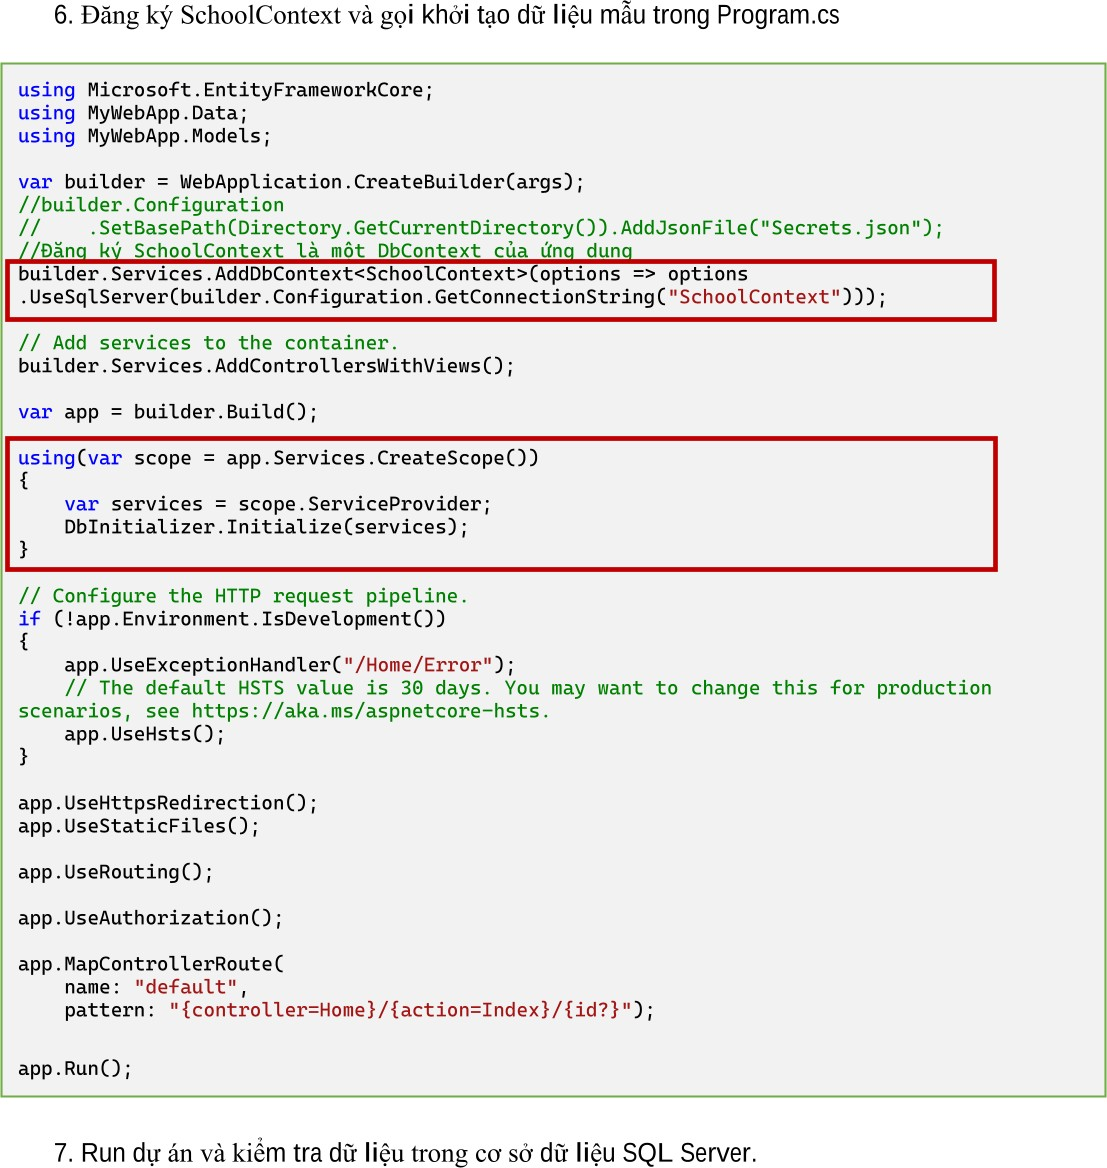 6. Đăng ký SchoolContext và gọi khởi tạo dữ liệu mẫu trong Program.cs
using Microsoft.EntityFrameworkCore;
using MyWebApp.Data;
using MyWebApp.Models;
var builder = WebApplication.CreateBuilder(args);
//builder.Configuration
//    .SetBasePath(Directory.GetCurrentDirectory()).AddJsonFile("Secrets.json");
//Đăng ký SchoolContext là một DbContext của ứng dụng
builder.Services.AddDbContext<SchoolContext>(options => options
.UseSqlServer(builder.Configuration.GetConnectionString("SchoolContext")));
// Add services to the container.
builder.Services.AddControllersWithViews();
var app = builder.Build();
using(var scope = app.Services.CreateScope())
{
    var services = scope.ServiceProvider;
    DbInitializer.Initialize(services);
}
// Configure the HTTP request pipeline.
if (!app.Environment.IsDevelopment())
{
    app.UseExceptionHandler("/Home/Error");
    // The default HSTS value is 30 days. You may want to change this for production
scenarios, see https://aka.ms/aspnetcore-hsts.
    app.UseHsts();
}
app.UseHttpsRedirection();
app.UseStaticFiles();
app.UseRouting();
app.UseAuthorization();
app.MapControllerRoute(
    name: "default",
    pattern: "{controller=Home}/{action=Index}/{id?}");
app.Run();
7. Run dự án và kiểm tra dữ liệu trong cơ sở dữ liệu SQL Server.